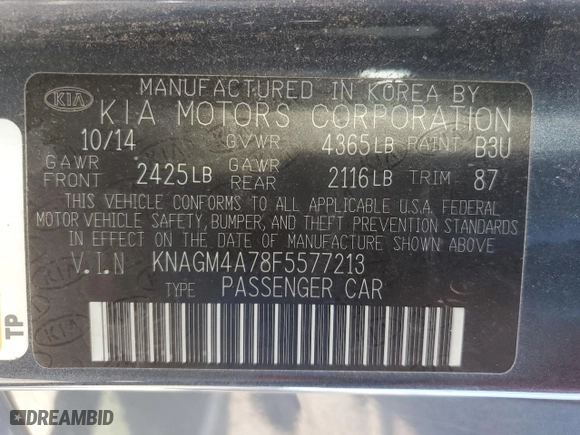 MANUFACTURED IN KOREA BY
KIA KIA MOTORS CORPORATION
10/14 GVWR 4365LB PAINT B3U
GAWR FRONT 2425LB GAWR REAR 2116LB TRIM 87
THIS VEHICLE CONFORMS TO ALL APPLICABLE U.S.A. FEDERAL
MOTOR VEHICLE SAFETY, BUMPER, AND THEFT PREVENTION STANDARDS
IN EFFECT ON THE DATE OF MANUFACTURE SHOWN ABOVE.
V.I.N KNAGM4A78F5577213
TYPE PASSENGER CAR
TP
DREAMBID